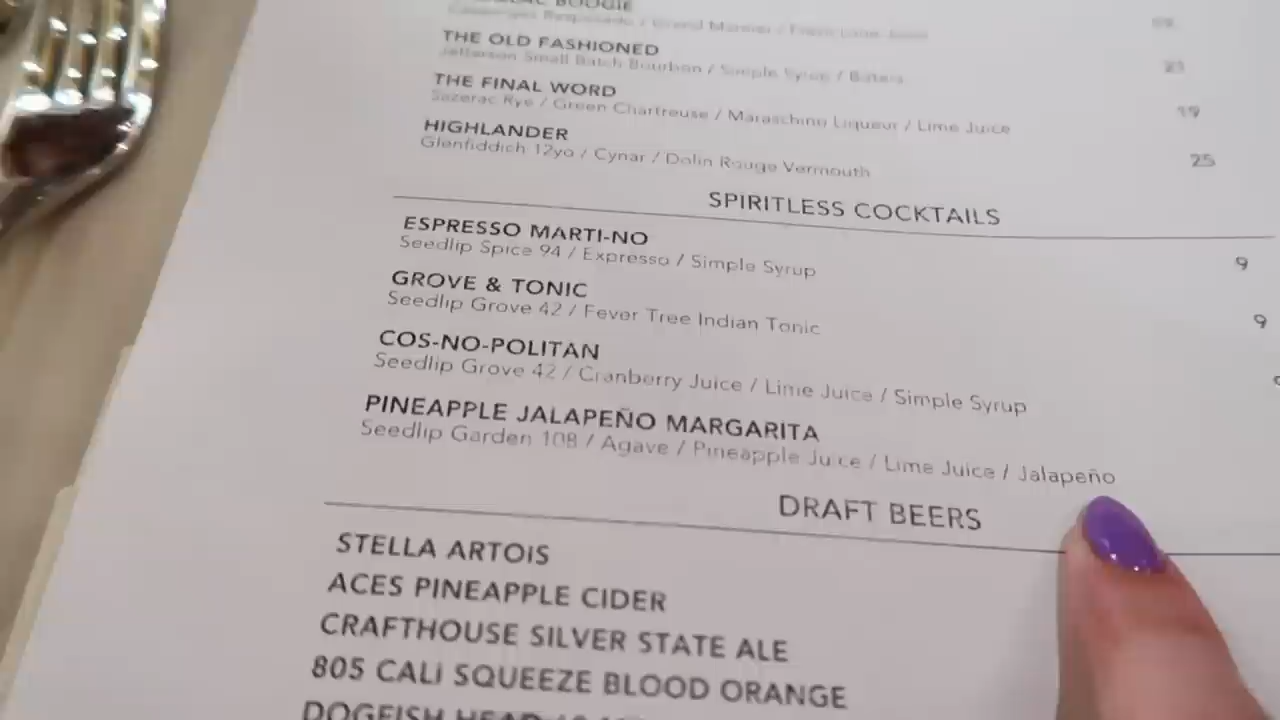 BOOGIE
THE OLD FASHIONED 21
Jefferson Small Batch Bourbon / Simple Syrup / Bitters
THE FINAL WORD 19
Sazerac Rye / Green Chartreuse / Maraschino Liqueur / Lime Juice
HIGHLANDER 25
Glenfiddich 12yo / Cynar / Dolin Rouge Vermouth
SPIRITLESS COCKTAILS
ESPRESSO MARTI-NO 9
Seedlip Spice 94 / Expresso / Simple Syrup
GROVE & TONIC 9
Seedlip Grove 42 / Fever Tree Indian Tonic
COS-NO-POLITAN
Seedlip Grove 42 / Cranberry Juice / Lime Juice / Simple Syrup
PINEAPPLE JALAPEÑO MARGARITA
Seedlip Garden 108 / Agave / Pineapple Juice / Lime Juice / Jalapeño
DRAFT BEERS
STELLA ARTOIS
ACES PINEAPPLE CIDER
CRAFTHOUSE SILVER STATE ALE
805 CALI SQUEEZE BLOOD ORANGE
DOGFISH HEAD